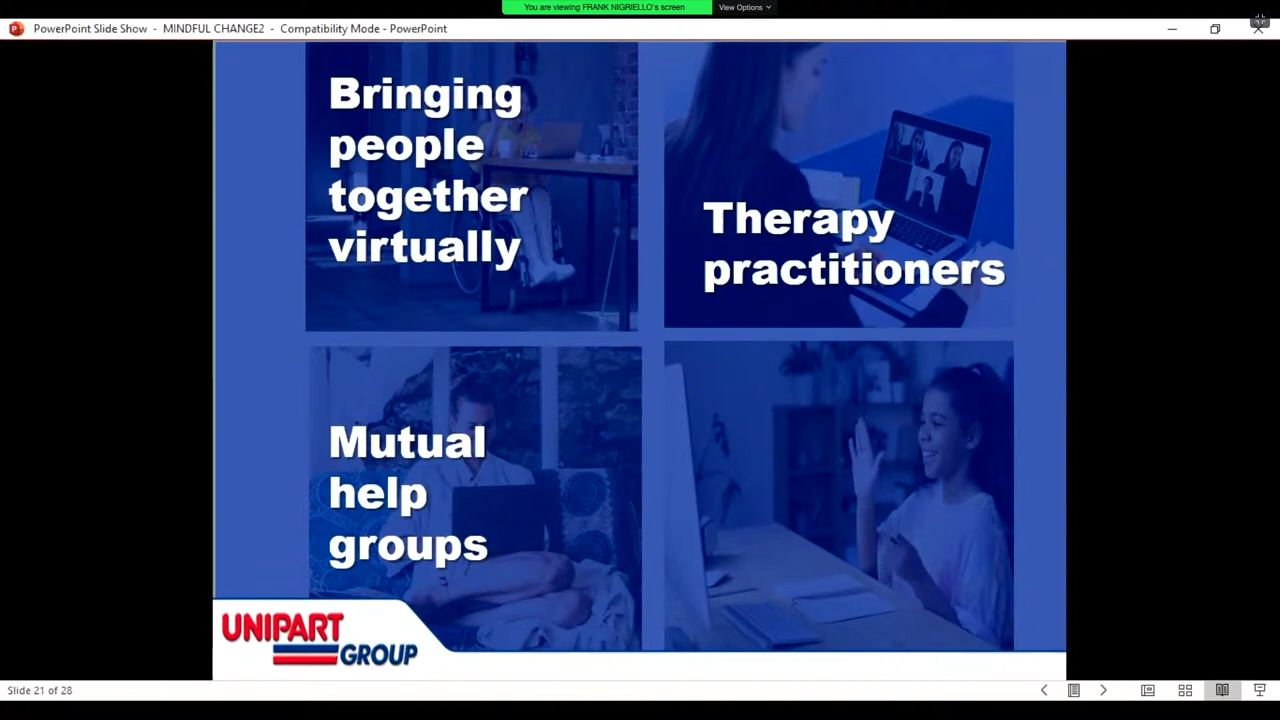 You are viewing FRANK NIGRIELLO's screen
View Options
PowerPoint Slide Show - MINDFUL CHANGE2 - Compatibility Mode - PowerPoint
Bringing
people
together
virtually
Therapy
practitioners
Mutual
help
groups
UNIPART
GROUP
Slide 21 of 28